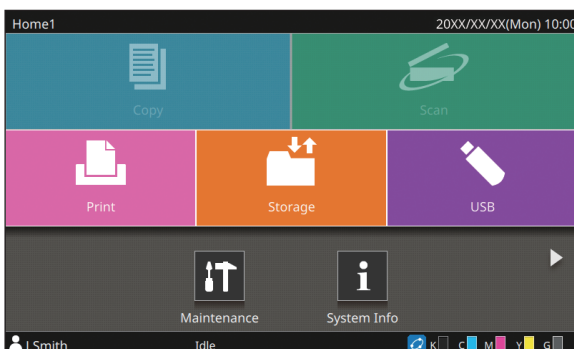 Home1 20XX/XX/XX(Mon) 10:00
Copy Scan
Print Storage USB
Maintenance System Info
J.Smith Idle K C M Y G